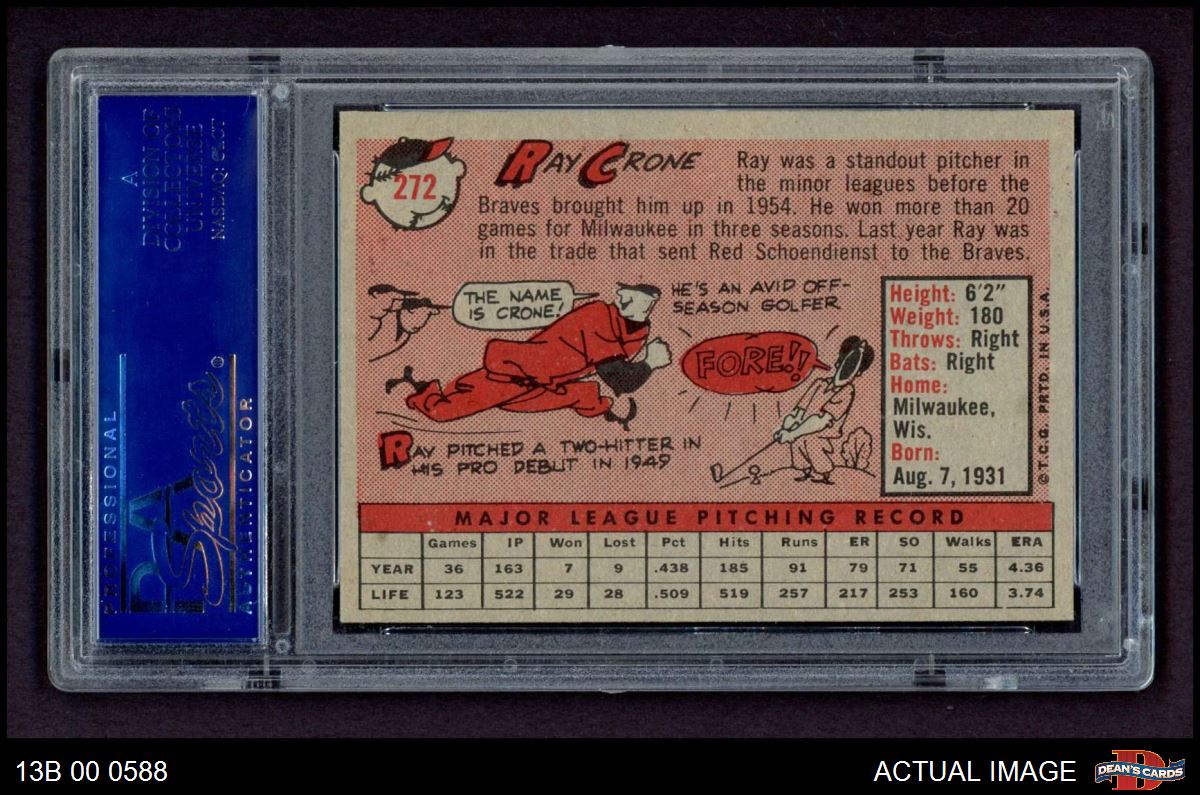 A
DIVISION OF
COLLECTORS
UNIVERSE
NASDAQ: CLCT
PROFESSIONAL
PSA
Sports ®
AUTHENTICATOR
272
RAY CRONE
Ray was a standout pitcher in
the minor leagues before the
Braves brought him up in 1954. He won more than 20
games for Milwaukee in three seasons. Last year Ray was
in the trade that sent Red Schoendienst to the Braves.
THE NAME
IS CRONE!
HE'S AN AVID OFF-
SEASON GOLFER
FORE!!
RAY PITCHED A TWO-HITTER IN
HIS PRO DEBUT IN 1949
Height: 6'2"
Weight: 180
Throws: Right
Bats: Right
Home:
Milwaukee,
Wis.
Born:
Aug. 7, 1931
© T.C.G. PRTD. IN U.S.A.
MAJOR LEAGUE PITCHING RECORD
Games IP Won Lost Pct Hits Runs ER SO Walks ERA
YEAR 36 163 7 9 .438 185 91 79 71 55 4.36
LIFE 123 522 29 28 .509 519 257 217 253 160 3.74
13B 00 0588
ACTUAL IMAGE
D
DEAN'S CARDS